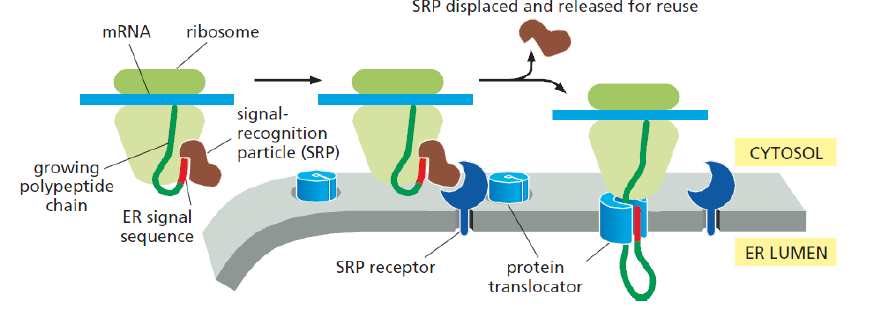 SRP displaced and released for reuse
mRNA
ribosome
signal-
recognition
particle (SRP)
growing
polypeptide
chain
ER signal
sequence
CYTOSOL
ER LUMEN
SRP receptor
protein
translocator